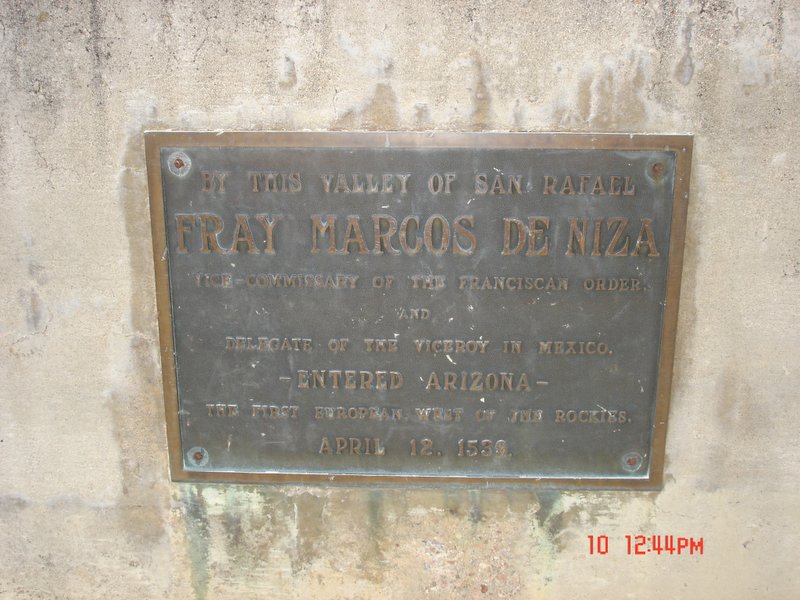 BY THIS VALLEY OF SAN RAFAEL
FRAY MARCOS DE NIZA
VICE-COMMISSARY OF THE FRANCISCAN ORDER
AND
DELEGATE OF THE VICEROY IN MEXICO.
-ENTERED ARIZONA-
THE FIRST EUROPEAN WEST OF THE ROCKIES.
APRIL 12. 1539.
10 12:44PM